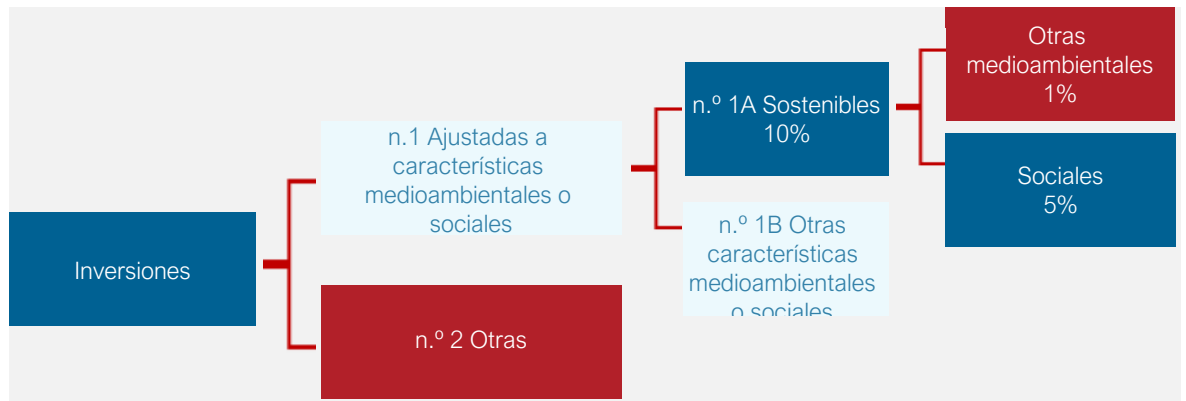 Inversiones
n.1 Ajustadas a
características
medioambientales o
sociales
n.º 2 Otras
n.º 1A Sostenibles
10%
n.º 1B Otras
características
medioambientales
o sociales
Otras
medioambientales
1%
Sociales
5%